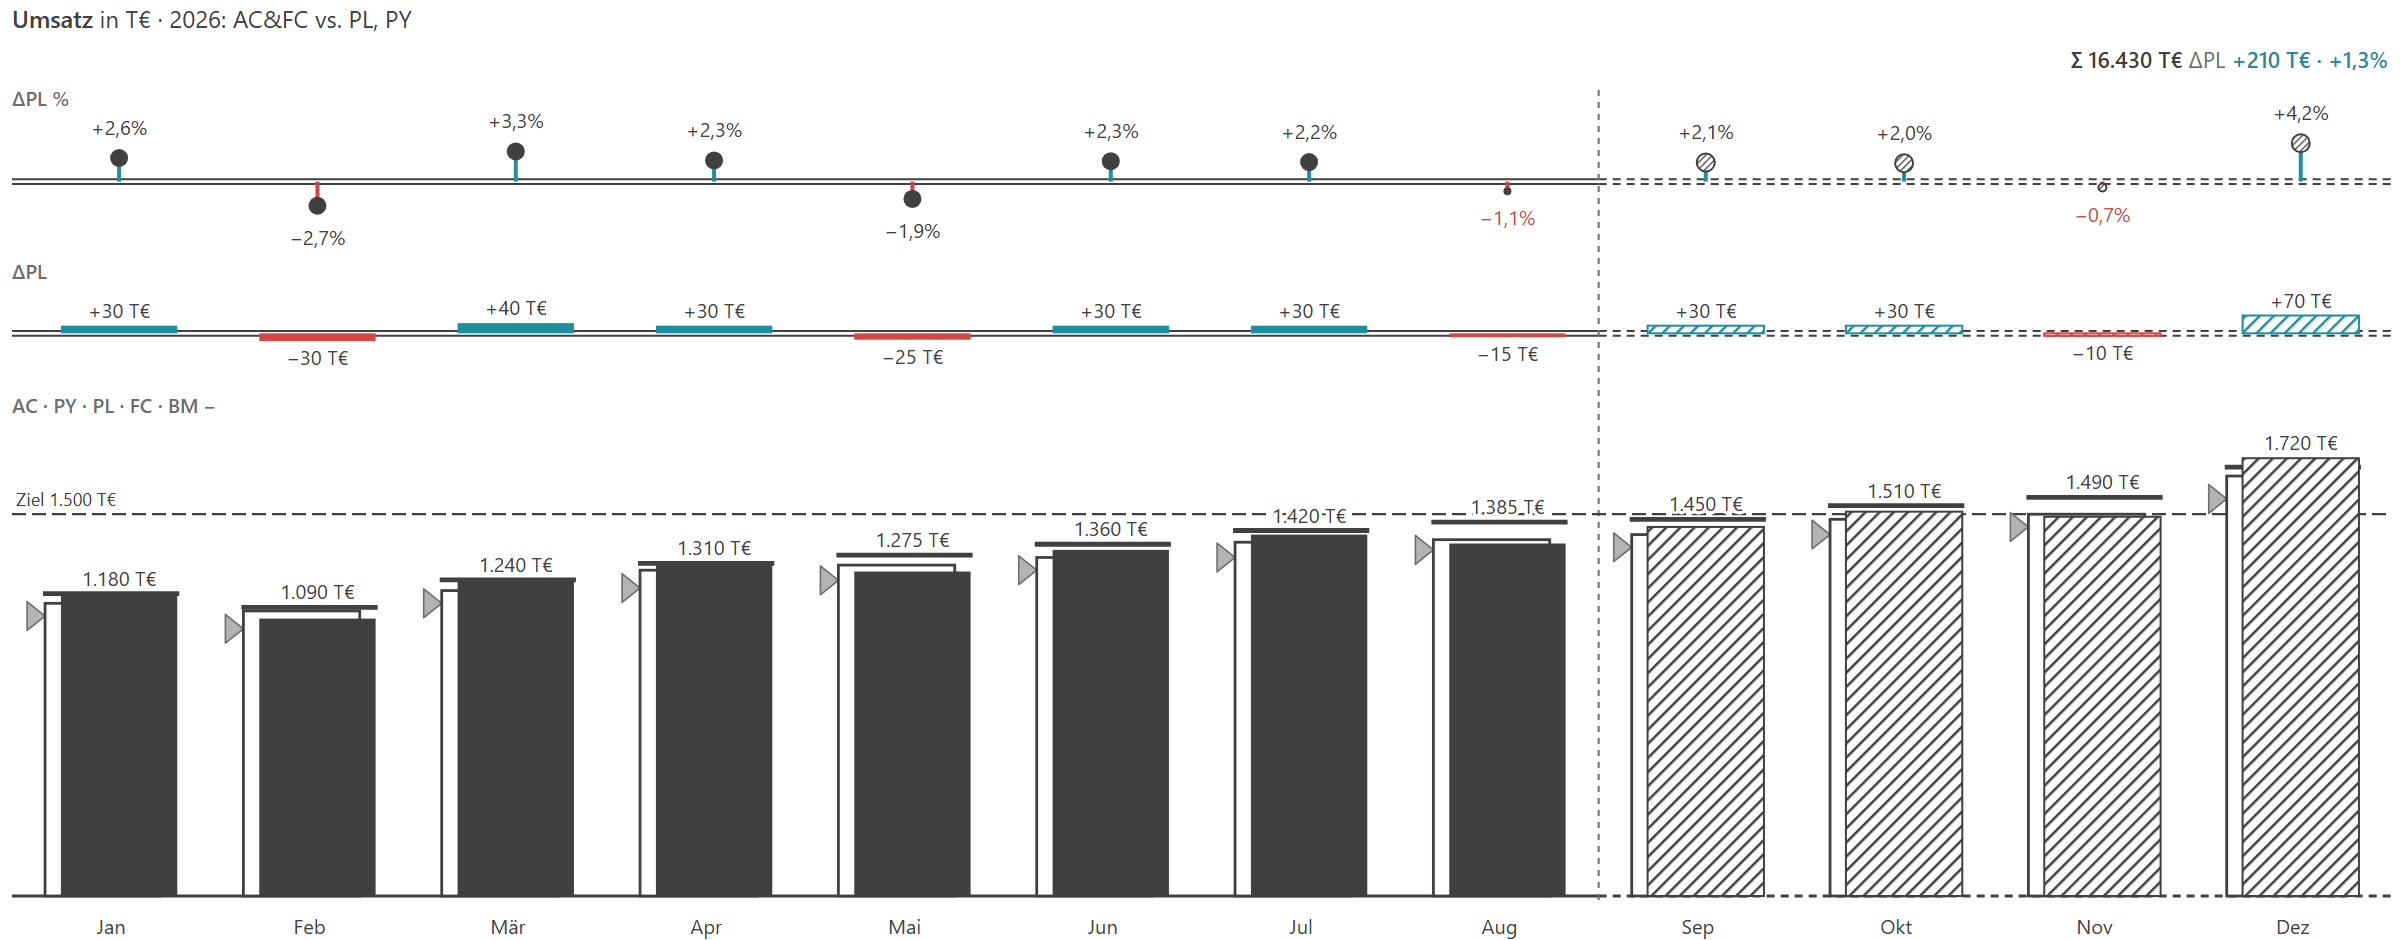 Umsatz in T€ · 2026: AC&FC vs. PL, PY
Σ 16.430 T€ ΔPL +210 T€ · +1,3%
ΔPL %
+2,6% −2,7% +3,3% +2,3% −1,9% +2,3% +2,2% −1,1% +2,1% +2,0% −0,7% +4,2%
ΔPL
+30 T€ −30 T€ +40 T€ +30 T€ −25 T€ +30 T€ +30 T€ −15 T€ +30 T€ +30 T€ −10 T€ +70 T€
AC · PY · PL · FC · BM –
Ziel 1.500 T€
1.180 T€ 1.090 T€ 1.240 T€ 1.310 T€ 1.275 T€ 1.360 T€ 1.420 T€ 1.385 T€ 1.450 T€ 1.510 T€ 1.490 T€ 1.720 T€
Jan Feb Mär Apr Mai Jun Jul Aug Sep Okt Nov Dez